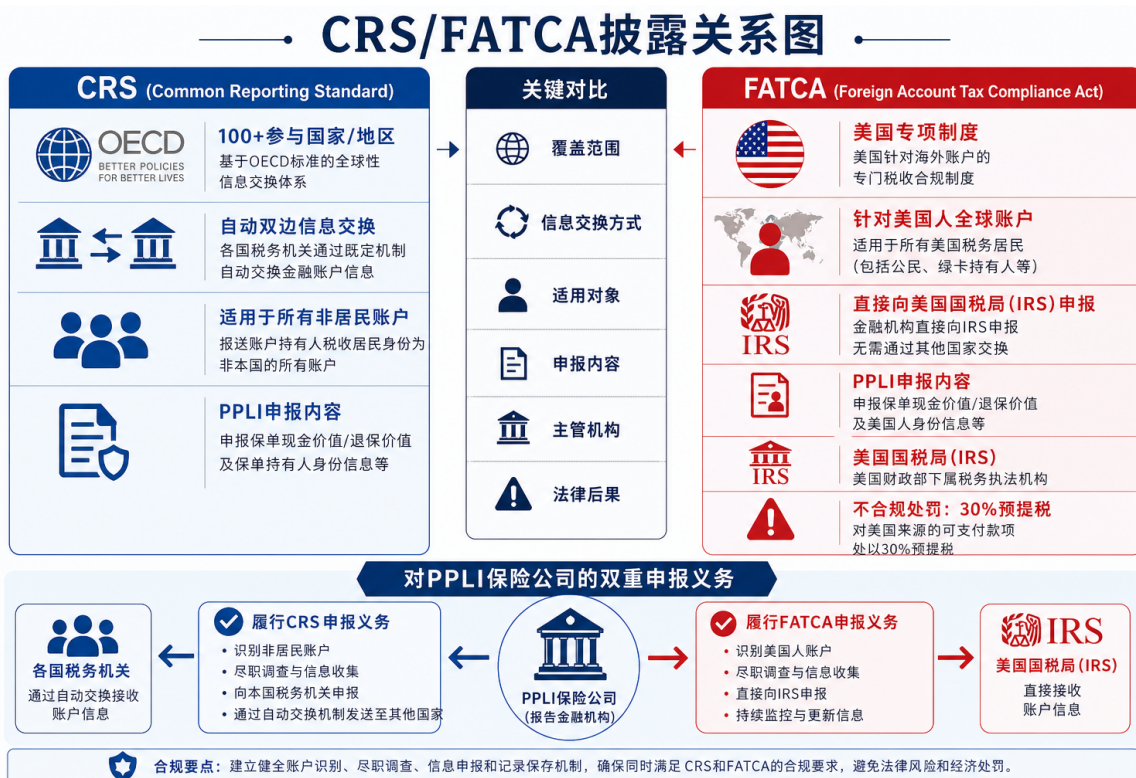 CRS/FATCA披露关系图
CRS (Common Reporting Standard)
OECD
BETTER POLICIES
FOR BETTER LIVES
100+参与国家/地区
基于OECD标准的全球性
信息交换体系
自动双边信息交换
各国税务机关通过既定机制
自动交换金融账户信息
适用于所有非居民账户
报送账户持有人税收居民身份为
非本国的所有账户
PPLI申报内容
申报保单现金价值/退保价值
及保单持有人身份信息等
关键对比
覆盖范围
信息交换方式
适用对象
申报内容
主管机构
法律后果
FATCA (Foreign Account Tax Compliance Act)
美国专项制度
美国针对海外账户的
专门税收合规制度
针对美国人全球账户
适用于所有美国税务居民
(包括公民、绿卡持有人等)
IRS
直接向美国国税局(IRS)申报
金融机构直接向IRS申报
无需通过其他国家交换
PPLI申报内容
申报保单现金价值/退保价值
及美国人身份信息等
IRS
美国国税局(IRS)
美国财政部下属税务执法机构
不合规处罚：30%预提税
对美国来源的可支付款项
处以30%预提税
对PPLI保险公司的双重申报义务
各国税务机关
通过自动交换接收
账户信息
履行CRS申报义务
• 识别非居民账户
• 尽职调查与信息收集
• 向本国税务机关申报
• 通过自动交换机制发送至其他国家
PPLI保险公司
(报告金融机构)
履行FATCA申报义务
• 识别美国人账户
• 尽职调查与信息收集
• 直接向IRS申报
• 持续监控与更新信息
IRS
美国国税局(IRS)
直接接收
账户信息
合规要点：建立健全账户识别、尽职调查、信息申报和记录保存机制，确保同时满足 CRS和FATCA的合规要求，避免法律风险和经济处罚。